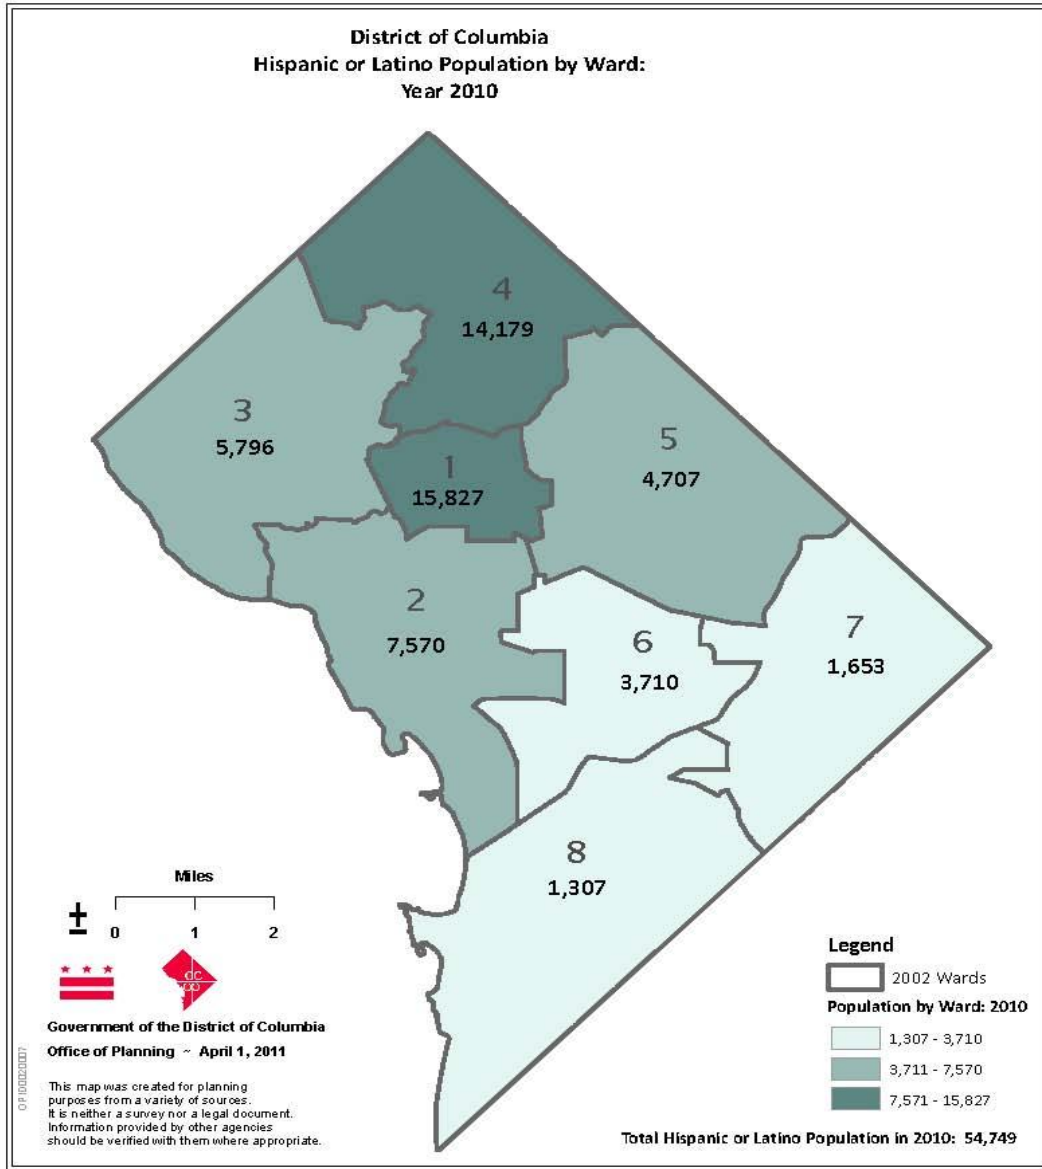 District of Columbia
Hispanic or Latino Population by Ward:
Year 2010
4
14,179
3
5,796
5
4,707
1
15,827
2
7,570
6
3,710
7
1,653
8
1,307
Miles
0 1 2
Government of the District of Columbia
Office of Planning ~ April 1, 2011
This map was created for planning
purposes from a variety of sources.
It is neither a survey nor a legal document.
Information provided by other agencies
should be verified with them where appropriate.
Legend
2002 Wards
Population by Ward: 2010
1,307 - 3,710
3,711 - 7,570
7,571 - 15,827
Total Hispanic or Latino Population in 2010: 54,749